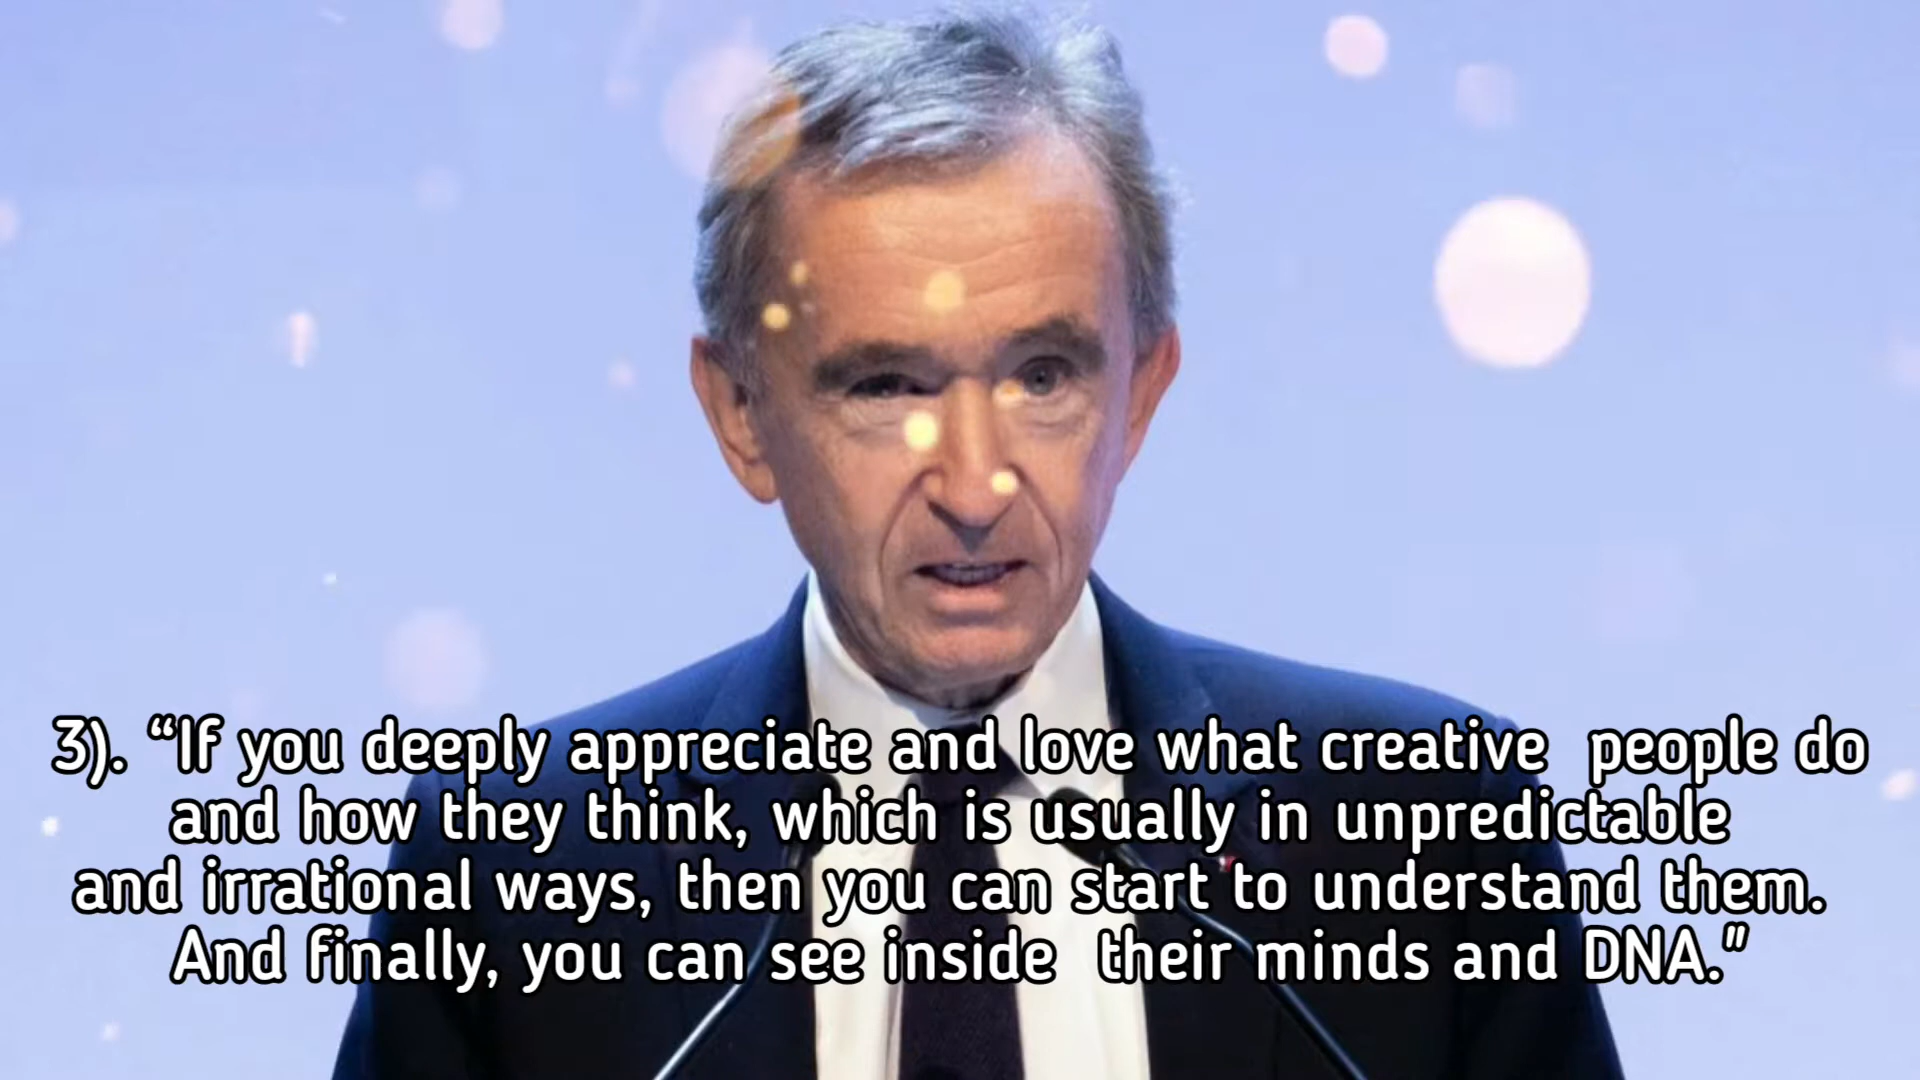 3). “If you deeply appreciate and love what creative people do
and how they think, which is usually in unpredictable
and irrational ways, then you can start to understand them.
And finally, you can see inside their minds and DNA.”